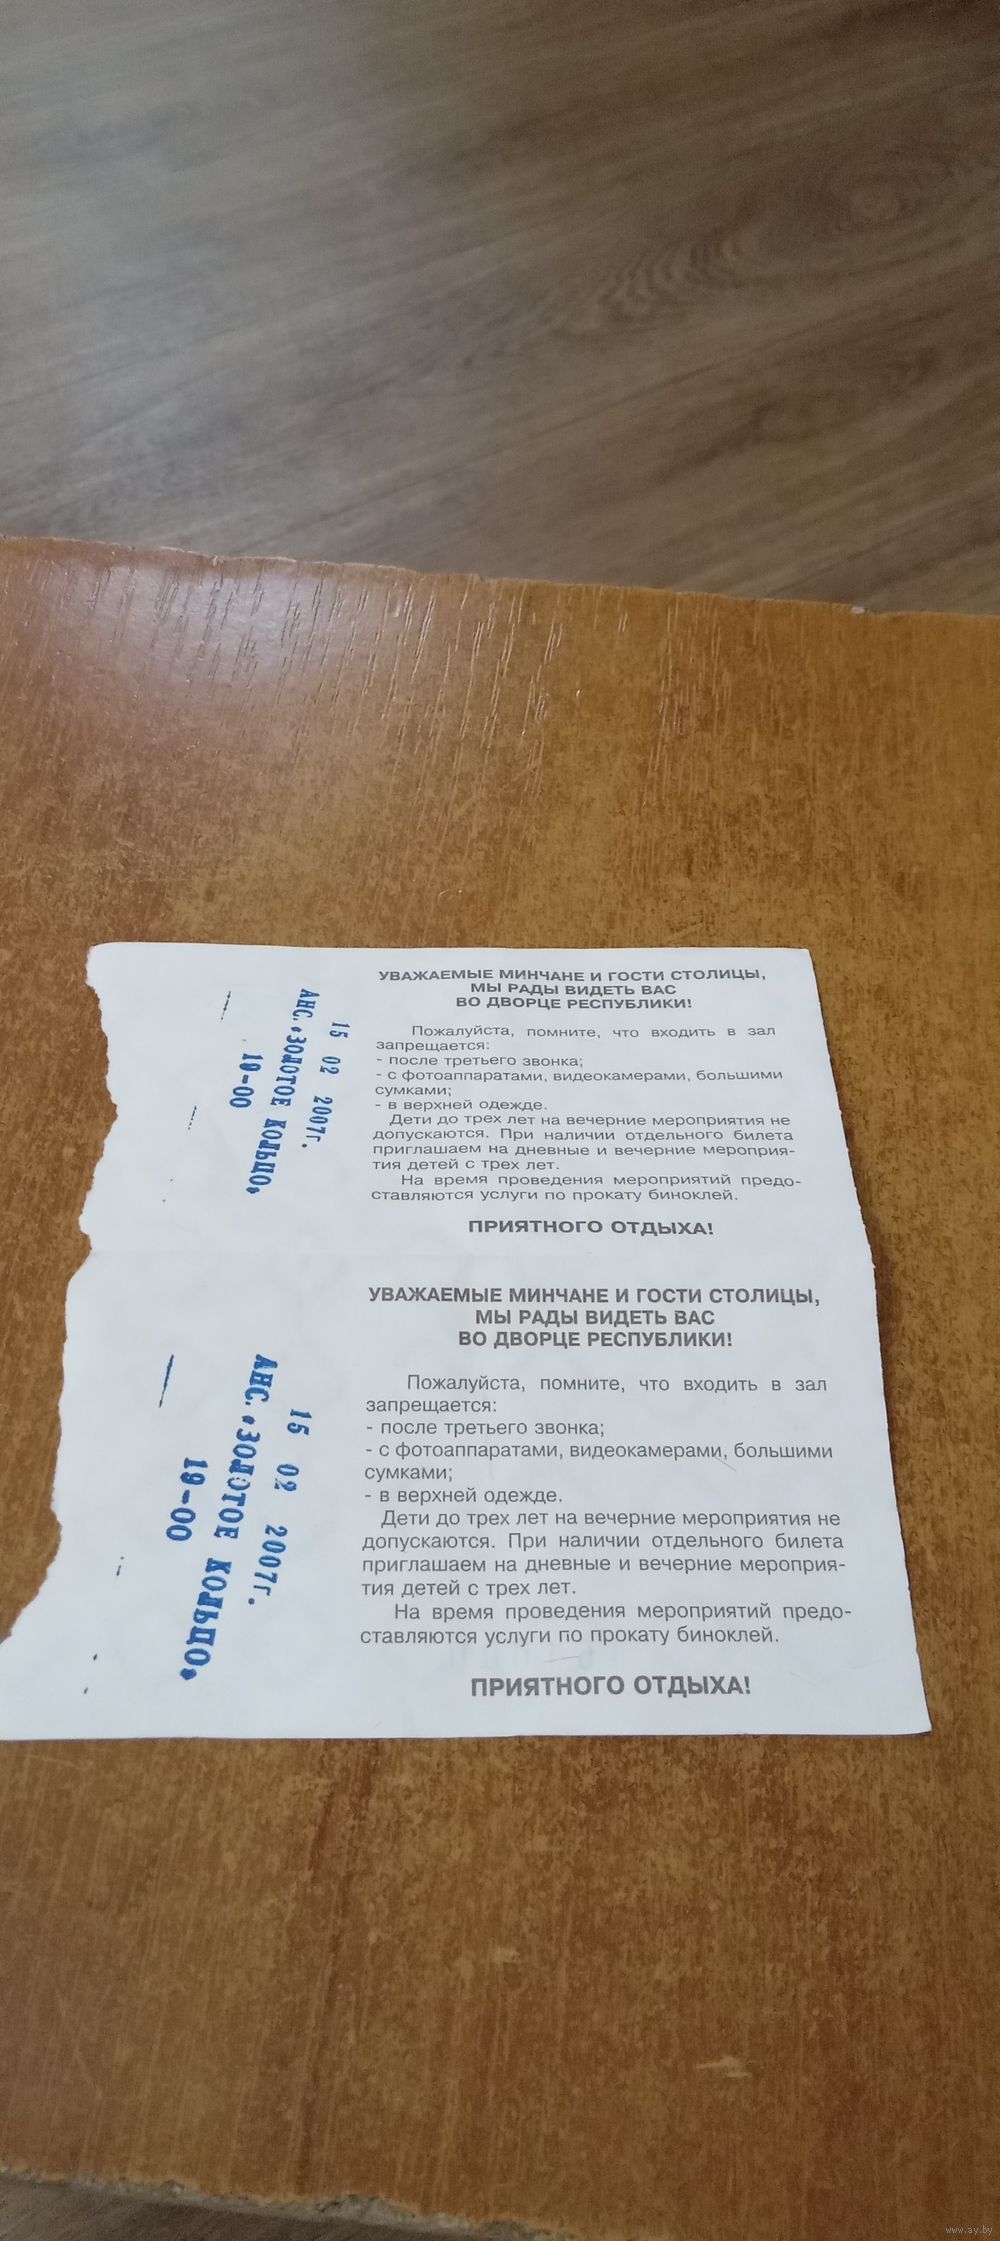 УВАЖАЕМЫЕ МИНЧАНЕ И ГОСТИ СТОЛИЦЫ,
МЫ РАДЫ ВИДЕТЬ ВАС
ВО ДВОРЦЕ РЕСПУБЛИКИ!
Пожалуйста, помните, что входить в зал
запрещается:
- после третьего звонка;
- с фотоаппаратами, видеокамерами, большими
сумками;
- в верхней одежде.
Дети до трех лет на вечерние мероприятия не
допускаются. При наличии отдельного билета
приглашаем на дневные и вечерние мероприя-
тия детей с трех лет.
На время проведения мероприятий предо-
ставляются услуги по прокату биноклей.
ПРИЯТНОГО ОТДЫХА!
15 02 2007г.
АНС.«ЗОЛОТОЕ КОЛЬЦО»
19-00
УВАЖАЕМЫЕ МИНЧАНЕ И ГОСТИ СТОЛИЦЫ,
МЫ РАДЫ ВИДЕТЬ ВАС
ВО ДВОРЦЕ РЕСПУБЛИКИ!
Пожалуйста, помните, что входить в зал
запрещается:
- после третьего звонка;
- с фотоаппаратами, видеокамерами, большими
сумками;
- в верхней одежде.
Дети до трех лет на вечерние мероприятия не
допускаются. При наличии отдельного билета
приглашаем на дневные и вечерние мероприя-
тия детей с трех лет.
На время проведения мероприятий предо-
ставляются услуги по прокату биноклей.
ПРИЯТНОГО ОТДЫХА!
15 02 2007г.
АНС.«ЗОЛОТОЕ КОЛЬЦО»
19-00
www.ay.by